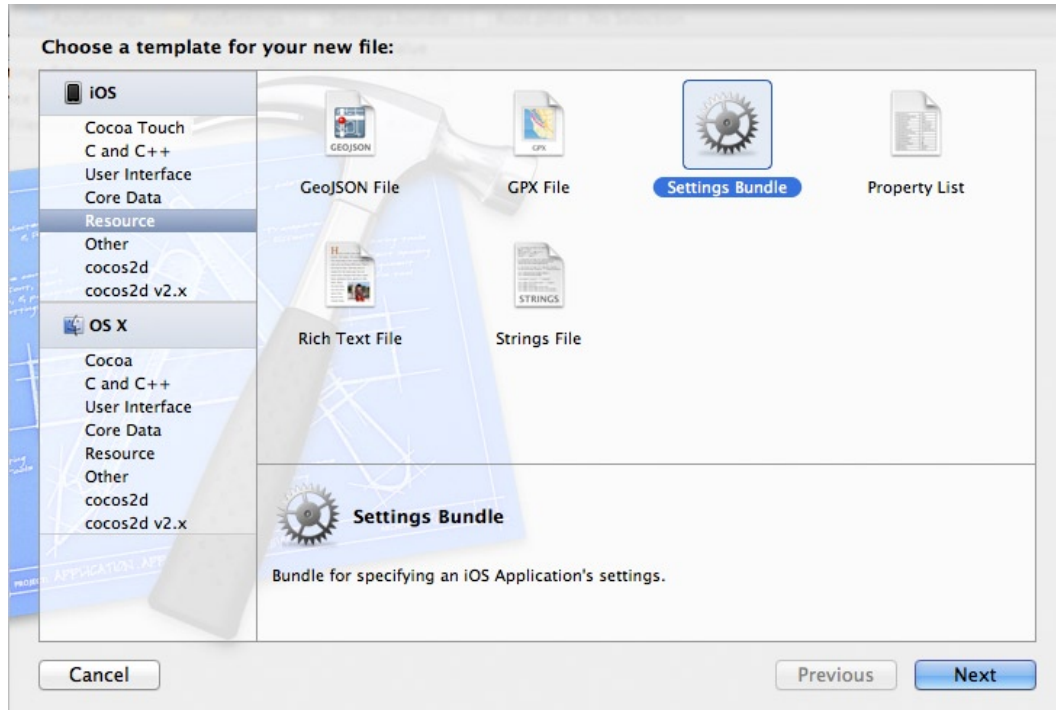 Choose a template for your new file:
iOS
Cocoa Touch
C and C++
User Interface
Core Data
Resource
Other
cocos2d
cocos2d v2.x
OS X
Cocoa
C and C++
User Interface
Core Data
Resource
Other
cocos2d
cocos2d v2.x
GEOJSON
GeoJSON File
GPX
GPX File
Settings Bundle
Property List
Rich Text File
STRINGS
Strings File
Settings Bundle
Bundle for specifying an iOS Application's settings.
Cancel
Previous
Next